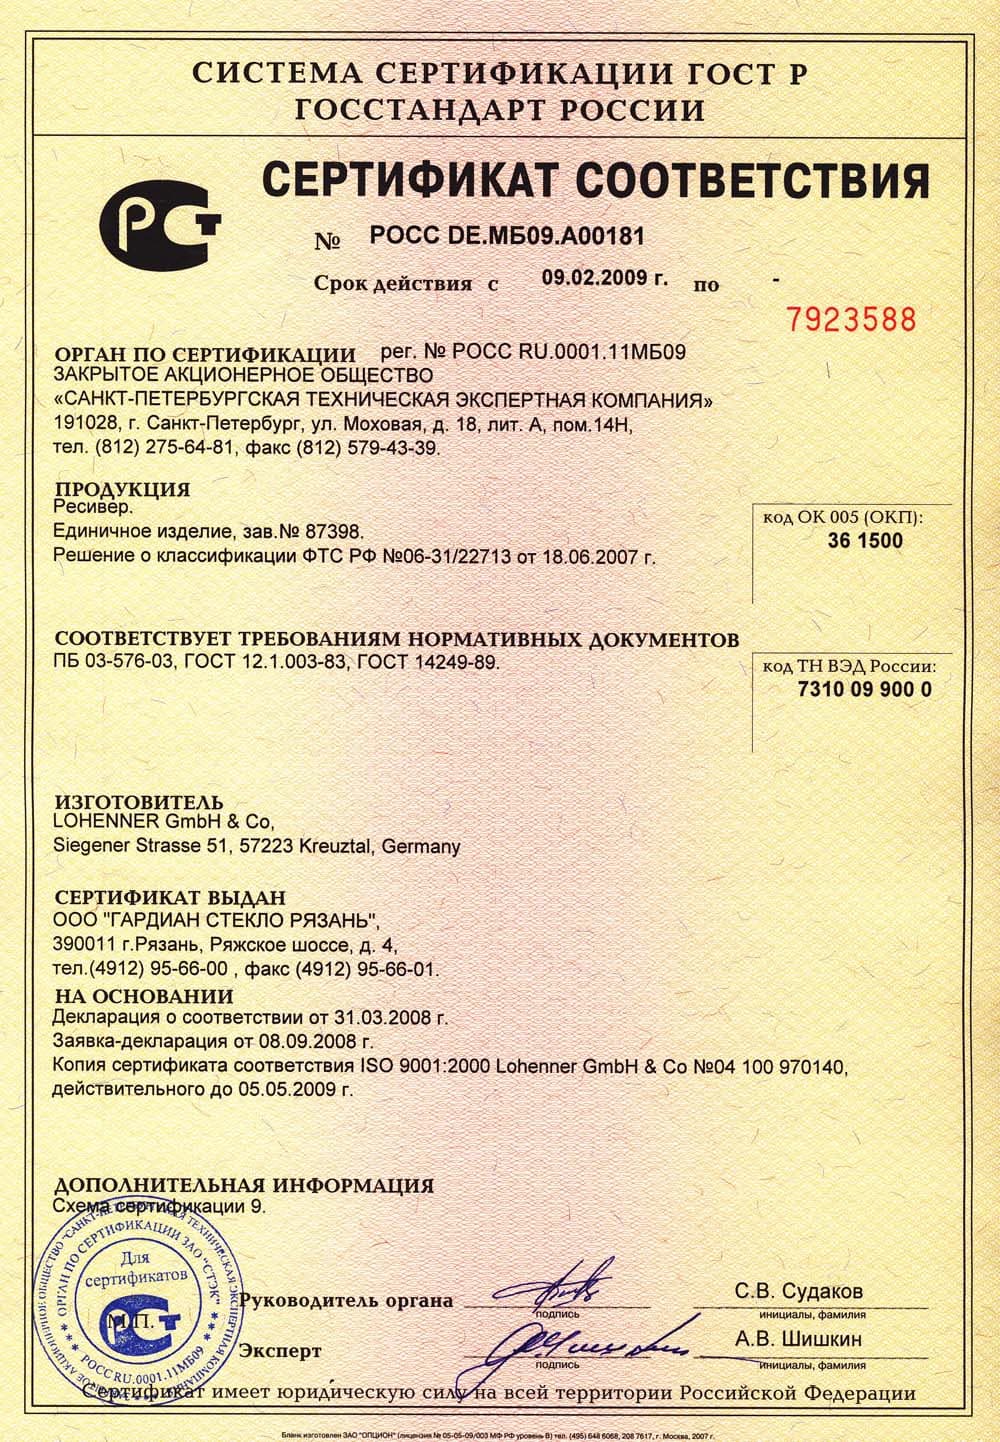 СИСТЕМА СЕРТИФИКАЦИИ ГОСТ Р
ГОССТАНДАРТ РОССИИ
РСТ
СЕРТИФИКАТ СООТВЕТСТВИЯ
№ РОСС DE.МБ09.А00181
Срок действия с 09.02.2009 г. по -
7923588
ОРГАН ПО СЕРТИФИКАЦИИ рег. № РОСС RU.0001.11МБ09
ЗАКРЫТОЕ АКЦИОНЕРНОЕ ОБЩЕСТВО
«САНКТ-ПЕТЕРБУРГСКАЯ ТЕХНИЧЕСКАЯ ЭКСПЕРТНАЯ КОМПАНИЯ»
191028, г. Санкт-Петербург, ул. Моховая, д. 18, лит. А, пом.14Н,
тел. (812) 275-64-81, факс (812) 579-43-39.
ПРОДУКЦИЯ
Ресивер.
Единичное изделие, зав.№ 87398.
Решение о классификации ФТС РФ №06-31/22713 от 18.06.2007 г.
код ОК 005 (ОКП):
36 1500
СООТВЕТСТВУЕТ ТРЕБОВАНИЯМ НОРМАТИВНЫХ ДОКУМЕНТОВ
ПБ 03-576-03, ГОСТ 12.1.003-83, ГОСТ 14249-89.
код ТН ВЭД России:
7310 09 900 0
ИЗГОТОВИТЕЛЬ
LOHENNER GmbH & Co,
Siegener Strasse 51, 57223 Kreuztal, Germany
СЕРТИФИКАТ ВЫДАН
ООО "ГАРДИАН СТЕКЛО РЯЗАНЬ",
390011 г.Рязань, Ряжское шоссе, д. 4,
тел.(4912) 95-66-00 , факс (4912) 95-66-01.
НА ОСНОВАНИИ
Декларация о соответствии от 31.03.2008 г.
Заявка-декларация от 08.09.2008 г.
Копия сертификата соответствия ISO 9001:2000 Lohenner GmbH & Co №04 100 970140,
действительного до 05.05.2009 г.
ДОПОЛНИТЕЛЬНАЯ ИНФОРМАЦИЯ
Схема сертификации 9.
ОРГАН ПО СЕРТИФИКАЦИИ ЗАО "СТЭК"
РОСС RU.0001.11МБ09
Для
сертификатов
РСТ
М.П.
Руководитель органа
подпись
С.В. Судаков
инициалы, фамилия
Эксперт
подпись
А.В. Шишкин
инициалы, фамилия
Сертификат имеет юридическую силу на всей территории Российской Федерации
Бланк изготовлен ЗАО "ОПЦИОН" (лицензия № 05-05-09/003 МФ РФ уровень В) тел. (495) 648 6068, 208 7617, г. Москва, 2007 г.